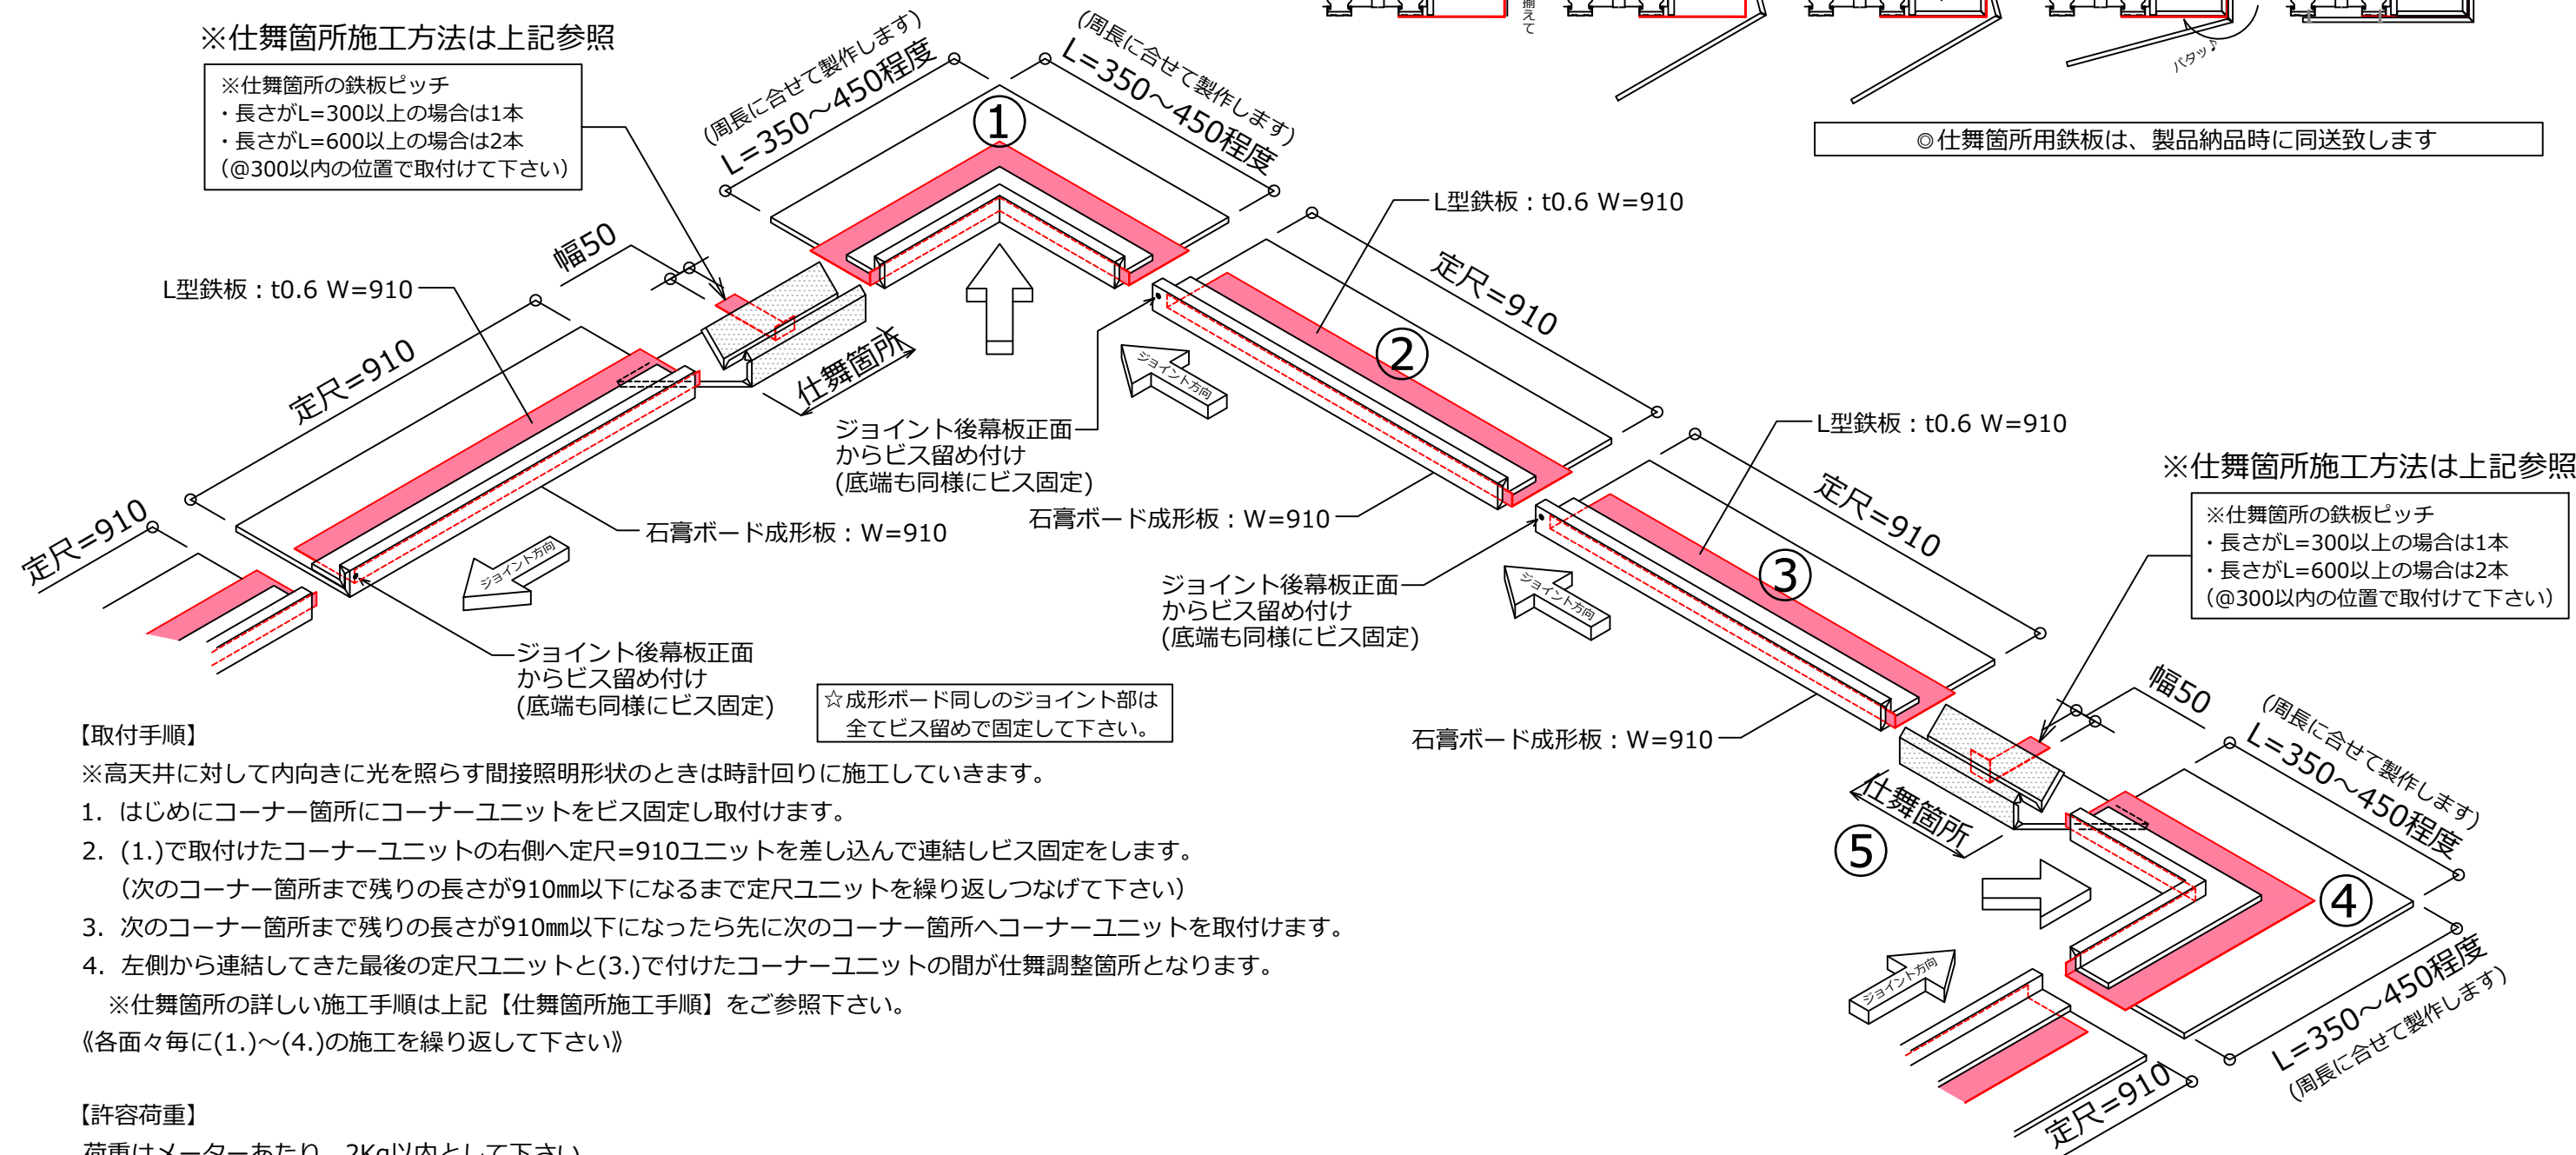 揃えて
パタッ♪
◎仕舞箇所用鉄板は、製品納品時に同送致します
※仕舞箇所施工方法は上記参照
※仕舞箇所の鉄板ピッチ
・長さがL=300以上の場合は1本
・長さがL=600以上の場合は2本
（@300以内の位置で取付けて下さい）
(周長に合せて製作します)
L=350～450程度
(周長に合せて製作します)
L=350～450程度
①
L型鉄板：t0.6 W=910
幅50
L型鉄板：t0.6 W=910
定尺=910
定尺=910
仕舞箇所
ジョイント方向
②
ジョイント後幕板正面
からビス留め付け
(底端も同様にビス固定)
L型鉄板：t0.6 W=910
※仕舞箇所施工方法は上記参照
※仕舞箇所の鉄板ピッチ
・長さがL=300以上の場合は1本
・長さがL=600以上の場合は2本
（@300以内の位置で取付けて下さい）
定尺=910
定尺=910
石膏ボード成形板：W=910
石膏ボード成形板：W=910
ジョイント方向
ジョイント後幕板正面
からビス留め付け
(底端も同様にビス固定)
ジョイント方向
③
ジョイント後幕板正面
からビス留め付け
(底端も同様にビス固定)
☆成形ボード同しのジョイント部は
全てビス留めで固定して下さい。
石膏ボード成形板：W=910
幅50
(周長に合せて製作します)
L=350～450程度
仕舞箇所
⑤
④
ジョイント方向
L=350～450程度
(周長に合せて製作します)
定尺=910
【取付手順】
※高天井に対して内向きに光を照らす間接照明形状のときは時計回りに施工していきます。
1. はじめにコーナー箇所にコーナーユニットをビス固定し取付けます。
2. (1.)で取付けたコーナーユニットの右側へ定尺=910ユニットを差し込んで連結しビス固定をします。
（次のコーナー箇所まで残りの長さが910㎜以下になるまで定尺ユニットを繰り返しつなげて下さい）
3. 次のコーナー箇所まで残りの長さが910㎜以下になったら先に次のコーナー箇所へコーナーユニットを取付けます。
4. 左側から連結してきた最後の定尺ユニットと(3.)で付けたコーナーユニットの間が仕舞調整箇所となります。
※仕舞箇所の詳しい施工手順は上記【仕舞箇所施工手順】をご参照下さい。
《各面々毎に(1.)～(4.)の施工を繰り返して下さい》
【許容荷重】
荷重はメーターあたり、2Kg以内として下さい